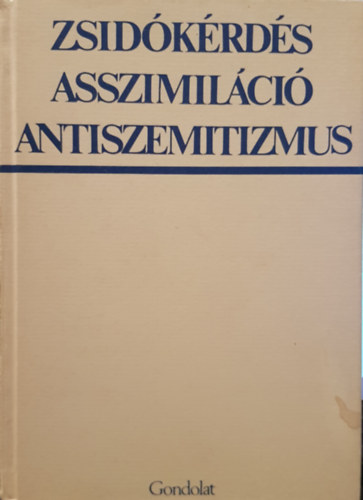 ZSIDÓKÉRDÉS
ASSZIMILÁCIÓ
ANTISZEMITIZMUS
Gondolat